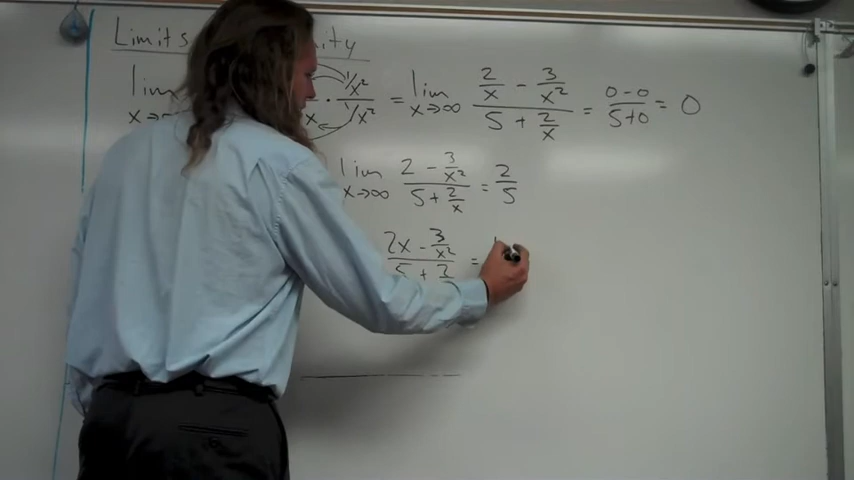 Limits ity
lim x→∞ · (1/x²)/(1/x²) = lim x→∞ (2/x - 3/x²)/(5 + 2/x) = (0-0)/(5+0) = 0
lim x→∞ (2 - 3/x²)/(5 + 2/x) = 2/5
(2x - 3/x²)/(5 + 2) =